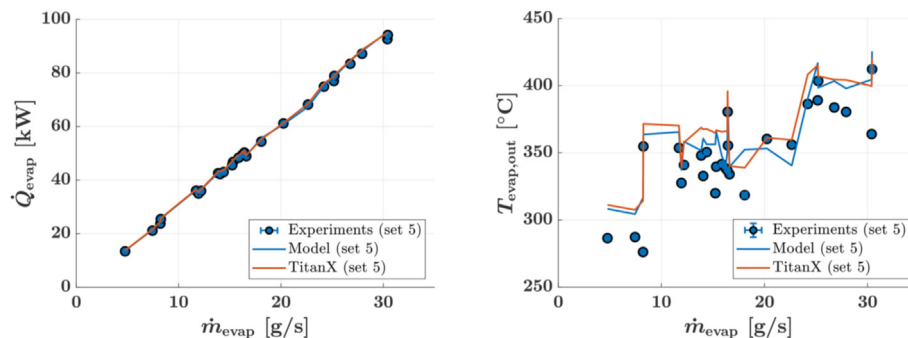 100
80
60
40
20
0
Q̇evap [kW]
Experiments (set 5)
Model (set 5)
TitanX (set 5)
0 10 20 30
ṁevap [g/s]
450
400
350
300
250
Tevap,out [°C]
Experiments (set 5)
Model (set 5)
TitanX (set 5)
0 10 20 30
ṁevap [g/s]